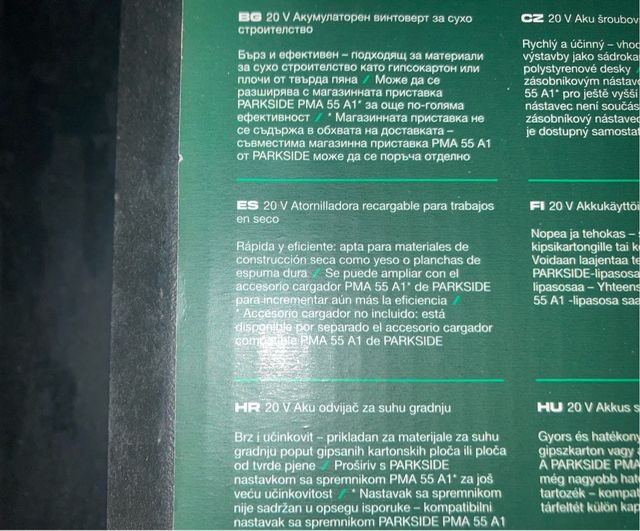 BG 20 V Акумулаторен винтоверт за сухо
строителство
Бърз и ефективен – подходящ за материали
за сухо строителство като гипсокартон или
плочи от твърда пяна / Може да се
разширява с магазинната приставка
PARKSIDE PMA 55 A1* за още по-голяма
ефективност / * Магазинната приставка не
се съдържа в обхвата на доставката –
съвместима магазинна приставка PMA 55 A1
от PARKSIDE може да се поръча отделно
ES 20 V Atornilladora recargable para trabajos
en seco
Rápida y eficiente: apta para materiales de
construcción seca como yeso o planchas de
espuma dura / Se puede ampliar con el
accesorio cargador PMA 55 A1* de PARKSIDE
para incrementar aún más la eficiencia /
* Accesorio cargador no incluido: está
disponible por separado el accesorio cargador
compatible PMA 55 A1 de PARKSIDE
HR 20 V Aku odvijač za suhu gradnju
Brz i učinkovit – prikladan za materijale za suhu
gradnju poput gipsanih kartonskih ploča ili ploča
od tvrde pjene / Proširiv s PARKSIDE
nastavkom sa spremnikom PMA 55 A1* za još
veću učinkovitost / * Nastavak sa spremnikom
nije sadržan u opsegu isporuke – kompatibilni
nastavak sa spremnikom PARKSIDE PMA 55 A1
CZ 20 V Aku šroubov
Rychlý a účinný – vhod
výstavby jako sádroka
polystyrenové desky /
zásobníkovým nástavc
55 A1* pro ještě vyšší
nástavec není součás
zásobníkový nástavec
je dostupný samostat
FI 20 V Akkukäyttöi
Nopea ja tehokas – s
kipsikartongille tai k
Voidaan laajentaa te
PARKSIDE-lipasosa
lipasosaa – Yhteens
55 A1 -lipasosa saa
HU 20 V Akkus s
Gyors és hatékony
gipszkarton vagy a
A PARKSIDE PMA
még nagyobb hat
tartozék – kompat
tárfeltét külön kap